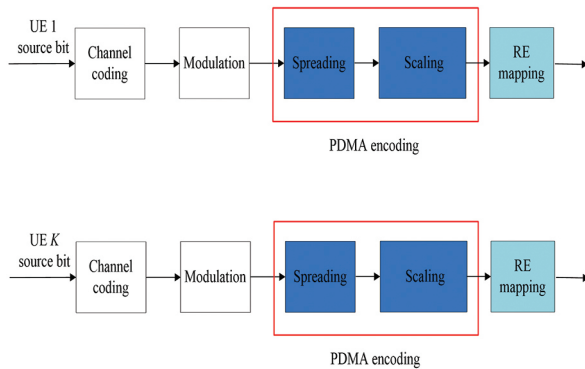 UE 1
source bit
Channel
coding
Modulation
Spreading
Scaling
RE
mapping
PDMA encoding
UE K
source bit
Channel
coding
Modulation
Spreading
Scaling
RE
mapping
PDMA encoding